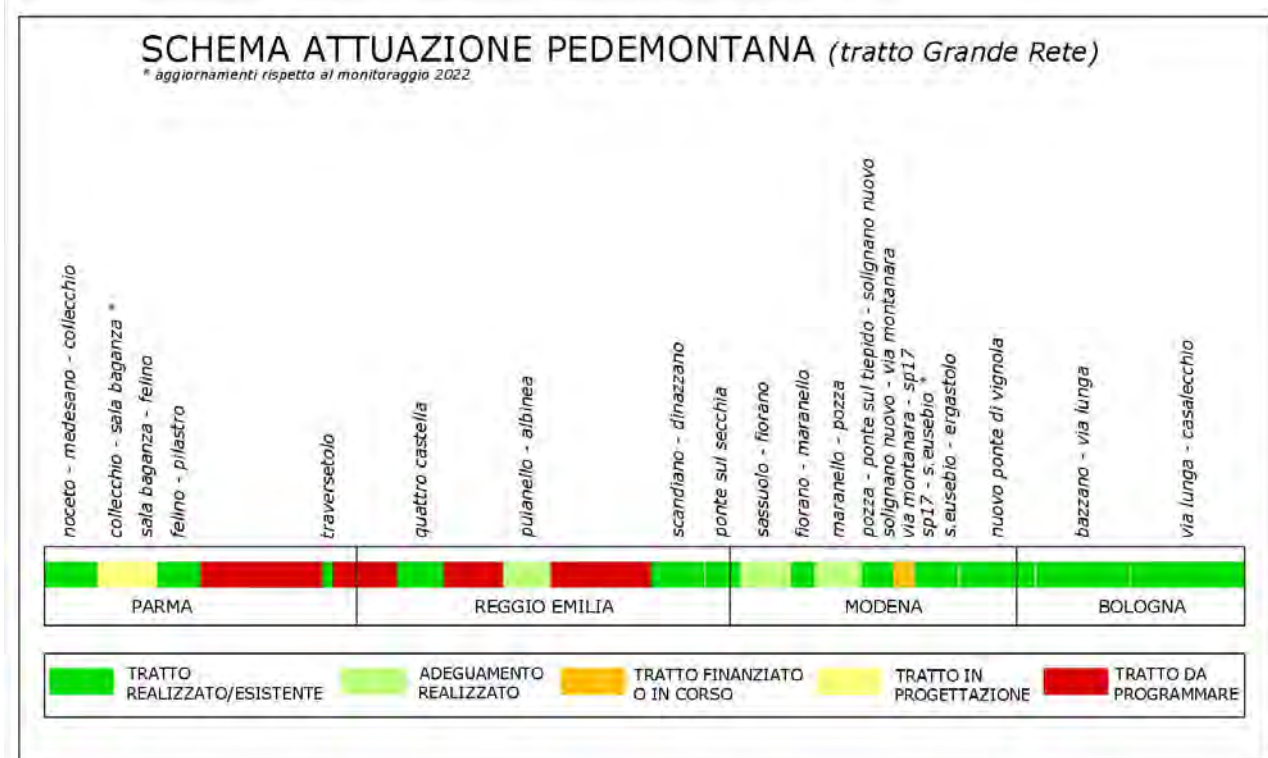 SCHEMA ATTUAZIONE PEDEMONTANA (tratto Grande Rete)
* aggiornamenti rispetto al monitoraggio 2022
noceto - medesano - collecchio
collecchio - sala baganza *
sala baganza - felino
felino - pilastro
traversetolo
quattro castella
puianello - albinea
scandiano - dinazzano
ponte sul secchia
sassuolo - fiorano
fiorano - maranello
maranello - pozza
pozza - ponte sul tiepido - solignano nuovo
solignano nuovo - via montanara
via montanara - sp17
sp17 - s.eusebio *
s.eusebio - ergastolo
nuovo ponte di vignola
bazzano - via lunga
via lunga - casalecchio
PARMA
REGGIO EMILIA
MODENA
BOLOGNA
TRATTO
REALIZZATO/ESISTENTE
ADEGUAMENTO
REALIZZATO
TRATTO FINANZIATO
O IN CORSO
TRATTO IN
PROGETTAZIONE
TRATTO DA
PROGRAMMARE